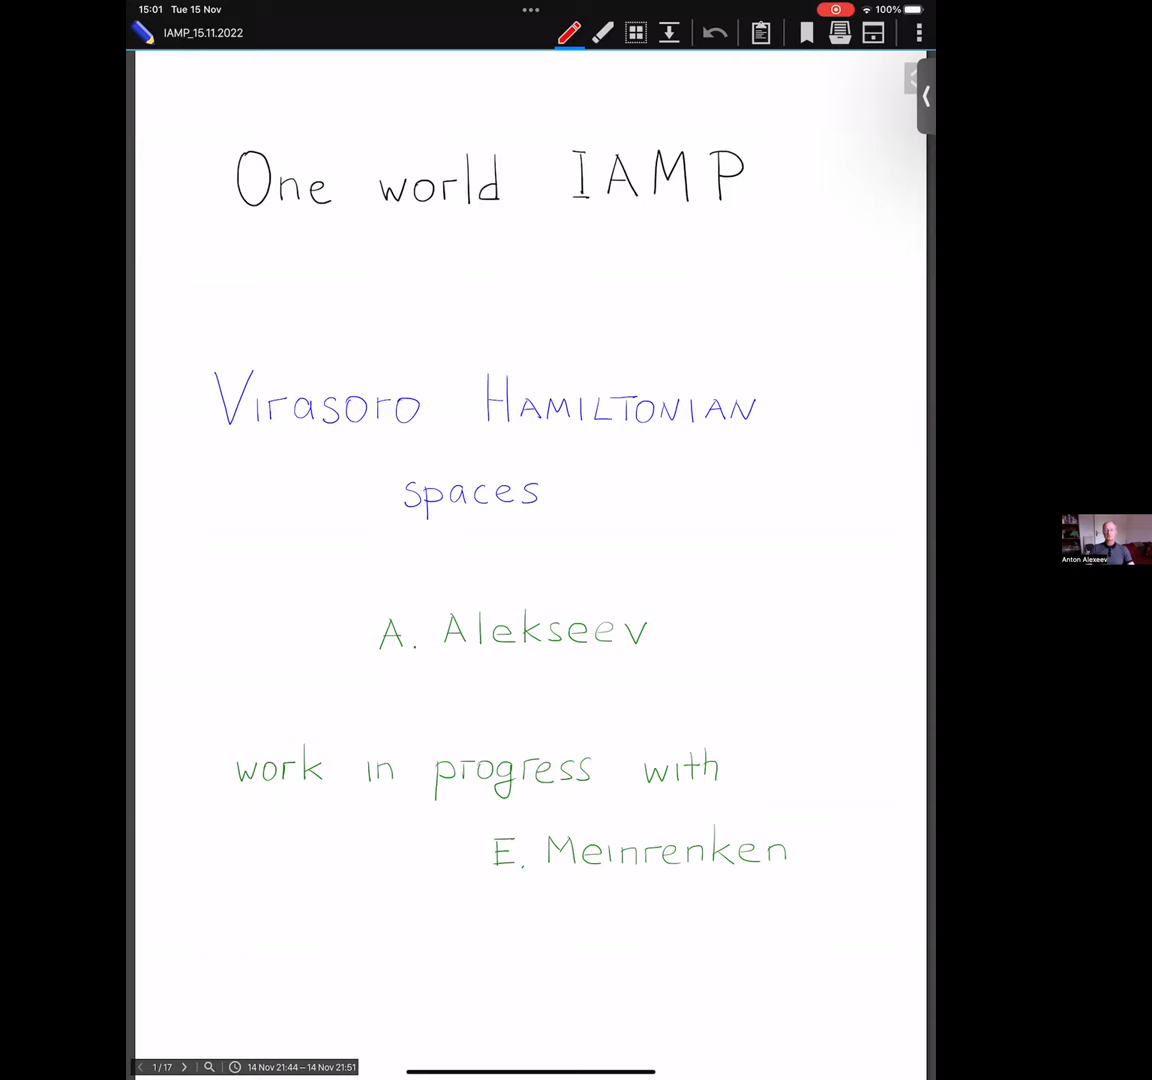 15:01 Tue 15 Nov
100%
IAMP_15.11.2022
One world IAMP
Virasoro HAMILTONIAN
spaces
A. Alekseev
work in progress with
E. Meinrenken
Anton Alexeev
1/17 14 Nov 21:44 – 14 Nov 21:51